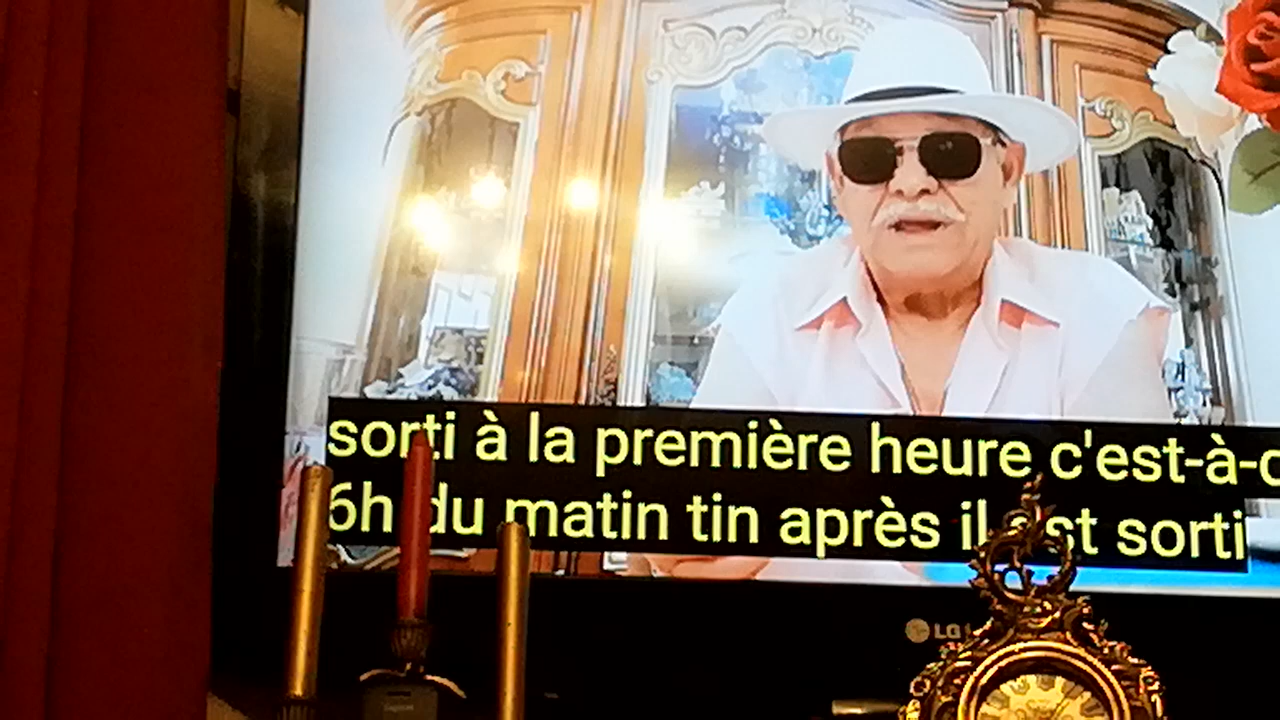 sorti à la première heure c'est-à-
6h du matin tin après il est sorti
LG